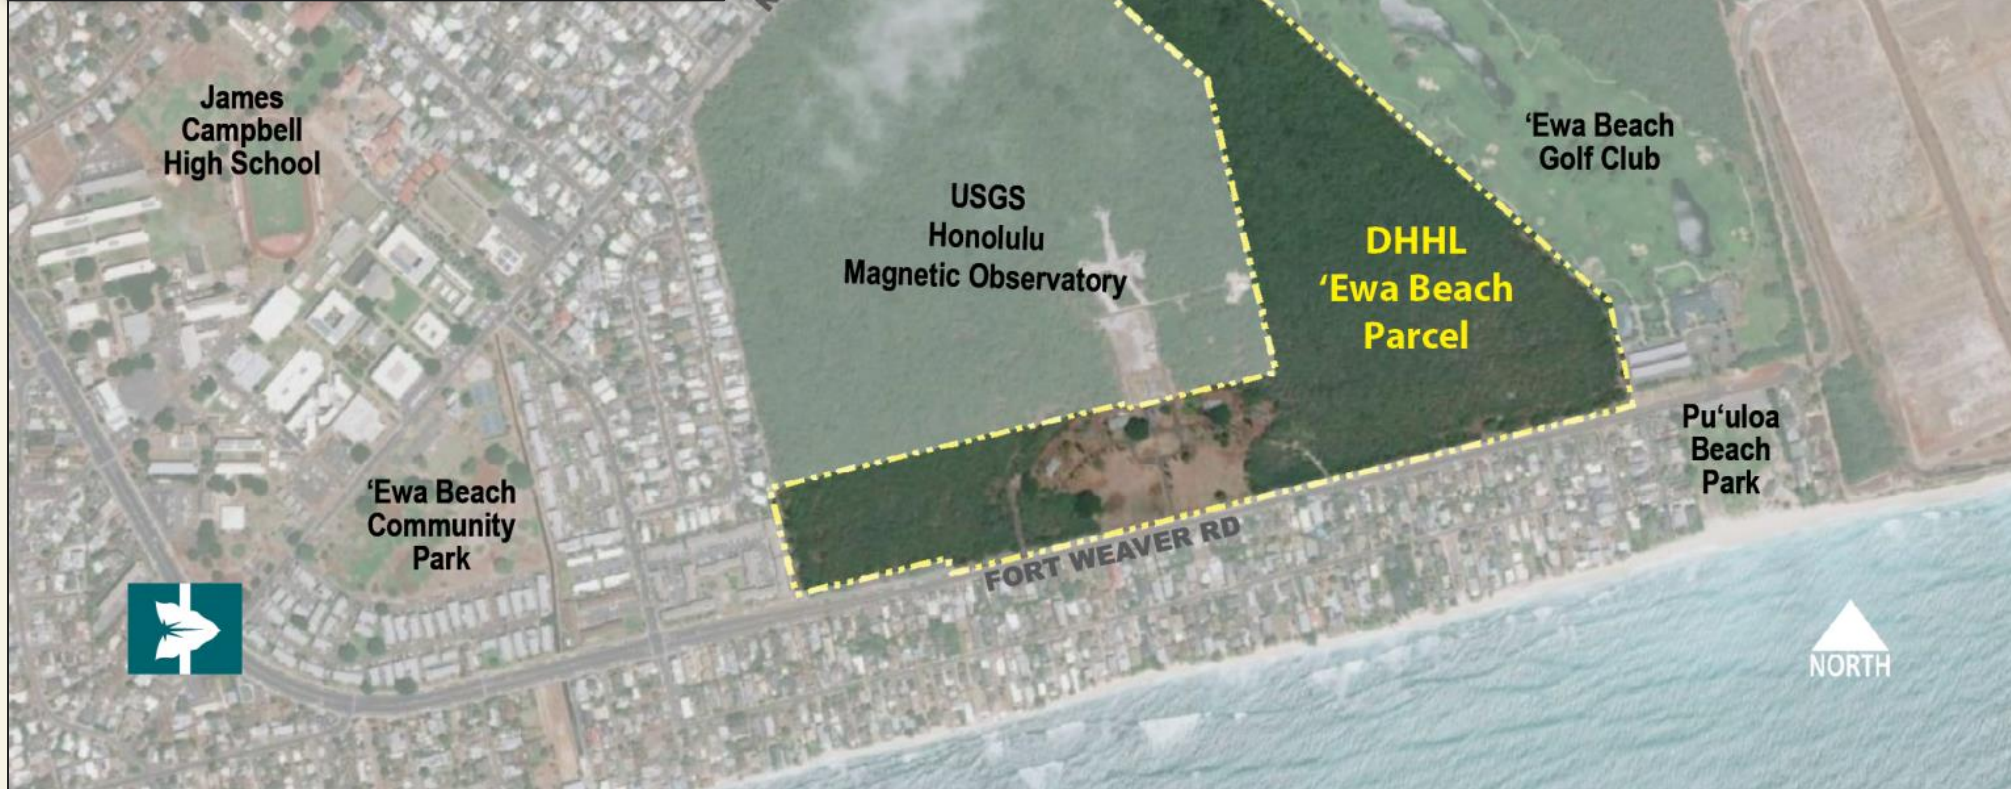 James
Campbell
High School
USGS
Honolulu
Magnetic Observatory
‘Ewa Beach
Golf Club
DHHL
‘Ewa Beach
Parcel
Pu‘uloa
Beach
Park
‘Ewa Beach
Community
Park
FORT WEAVER RD
NORTH